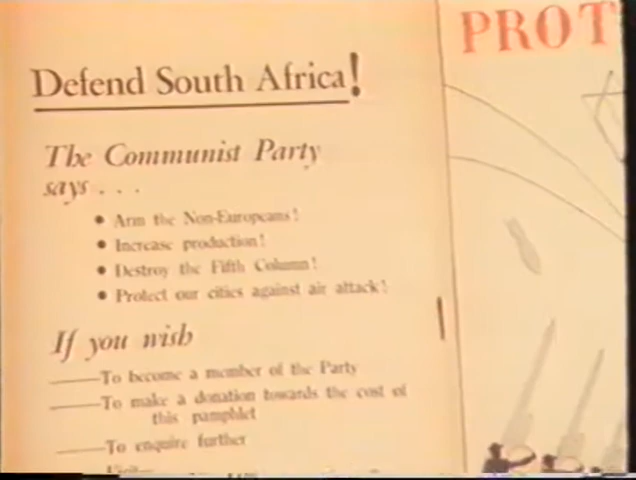 Defend South Africa!
The Communist Party
says . . .
• Arm the Non-Europeans!
• Increase production!
• Destroy the Fifth Column!
• Protect our cities against air attack!
If you wish
——To become a member of the Party
——To make a donation towards the cost of
this pamphlet
——To enquire further
PROT